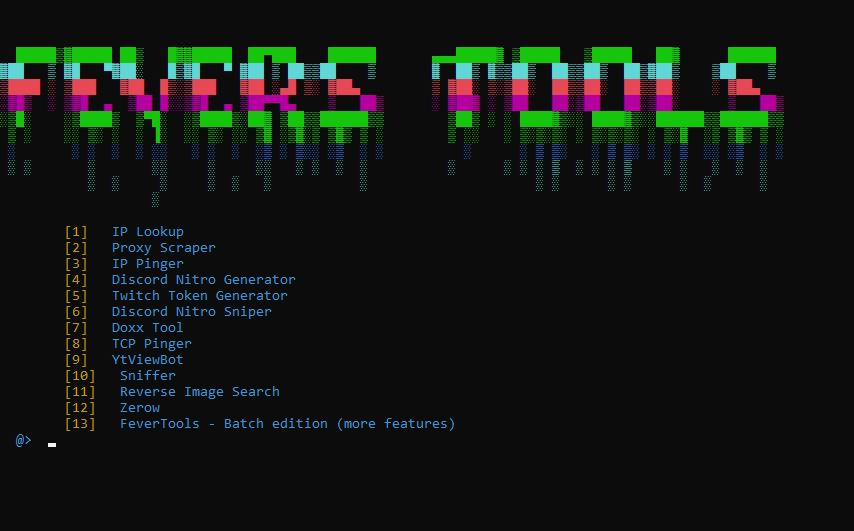 [1] IP Lookup
[2] Proxy Scraper
[3] IP Pinger
[4] Discord Nitro Generator
[5] Twitch Token Generator
[6] Discord Nitro Sniper
[7] Doxx Tool
[8] TCP Pinger
[9] YtViewBot
[10] Sniffer
[11] Reverse Image Search
[12] Zerow
[13] FeverTools - Batch edition (more features)
@>